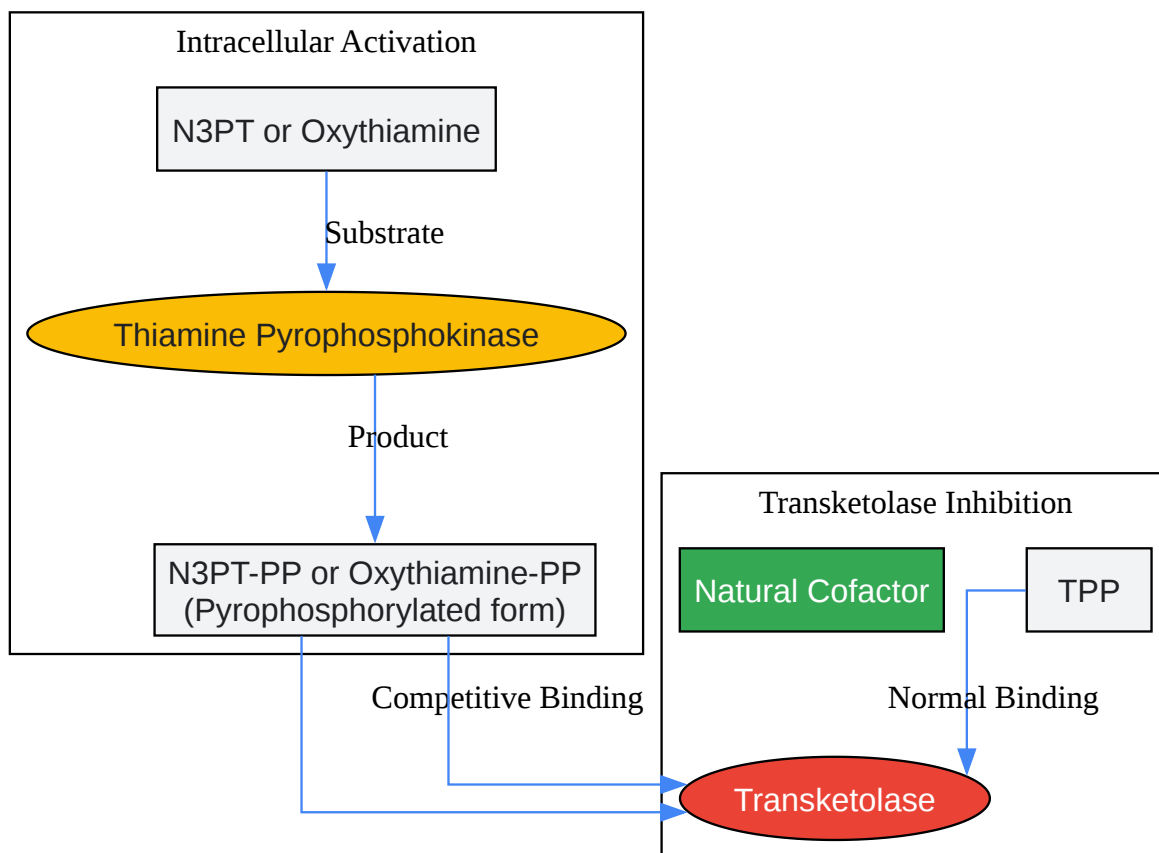 Intracellular Activation
N3PT or Oxythiamine
Substrate
Thiamine Pyrophosphokinase
Product
N3PT-PP or Oxythiamine-PP
(Pyrophosphorylated form)
Competitive Binding
Transketolase Inhibition
Natural Cofactor
TPP
Normal Binding
Transketolase